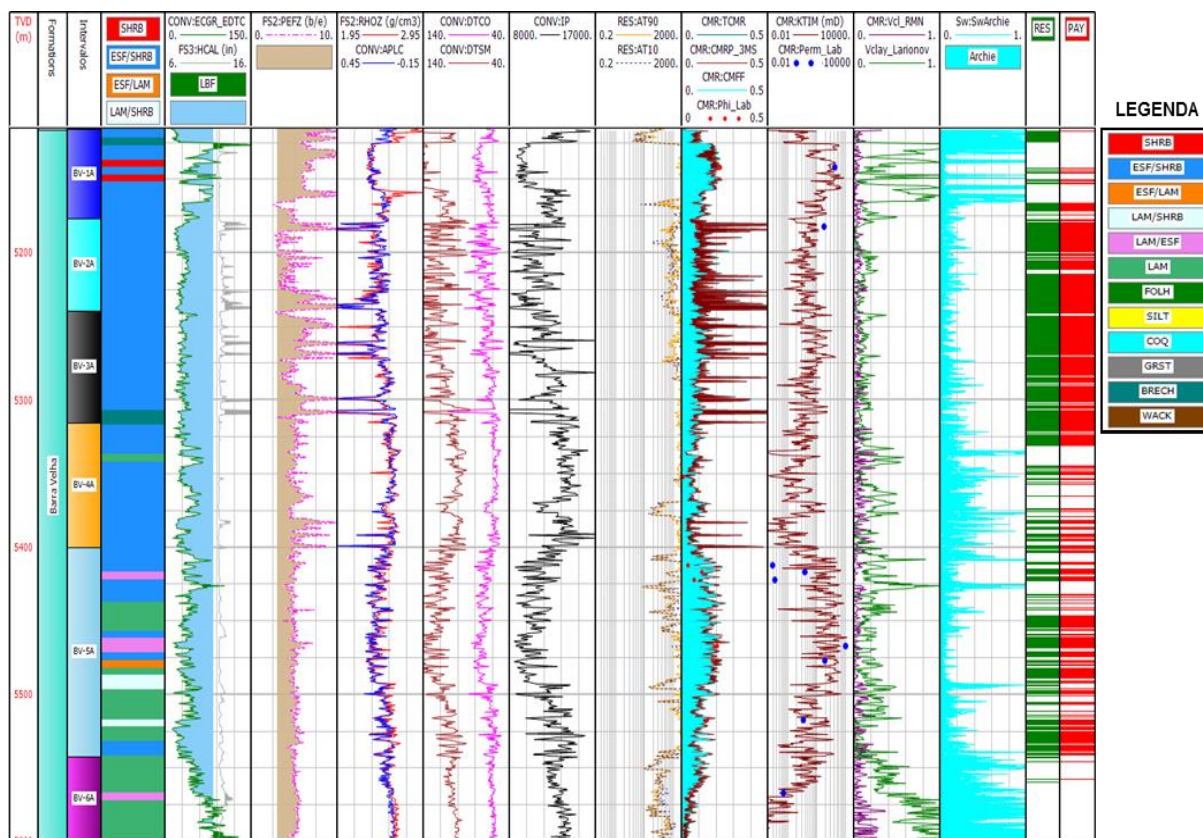 TVD
(m)
Formations
Intervalos
SHRB
ESF/SHRB
ESF/LAM
LAM/SHRB
CONV:ECGR_EDTC
0. 150.
FS3:HCAL (in)
6. 16.
LBF
FS2:PEFZ (b/e)
0. 10.
FS2:RHOZ (g/cm3)
1.95 2.95
CONV:APLC
0.45 -0.15
CONV:DTCO
140. 40.
CONV:DTSM
140. 40.
CONV:IP
8000. 17000.
RES:AT90
0.2 2000.
RES:AT10
0.2 2000.
CMR:TCMR
0. 0.5
CMR:CMRP_3MS
0. 0.5
CMR:CMFF
0. 0.5
CMR:Phi_Lab
0 0.5
CMR:KTIM (mD)
0.01 10000.
CMR:Perm_Lab
0.01 10000
CMR:Vcl_RMN
0. 1.
Vclay_Larionov
0. 1.
Sw:SwArchie
0. 1.
Archie
RES
PAY
Barra Velha
BV-1A
BV-2A
BV-3A
BV-4A
BV-5A
BV-6A
5200
5300
5400
5500
LEGENDA
SHRB
ESF/SHRB
ESF/LAM
LAM/SHRB
LAM/ESF
LAM
FOLH
SILT
COQ
GRST
BRECH
WACK